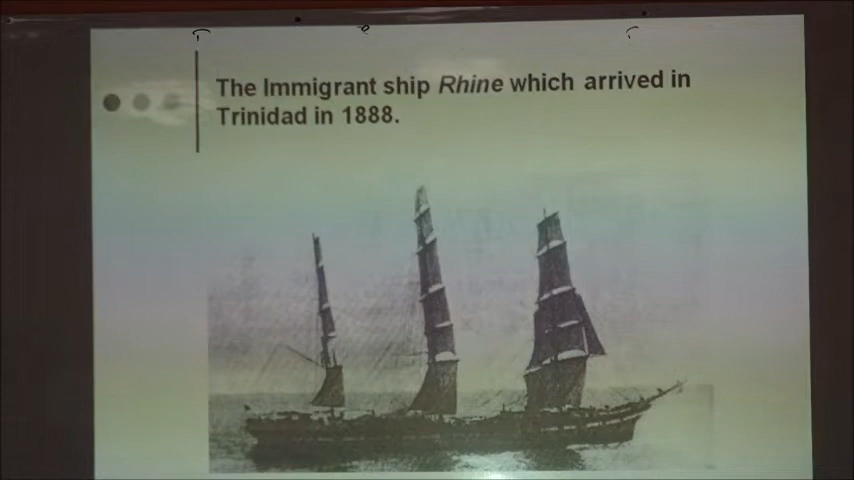 The Immigrant ship Rhine which arrived in
Trinidad in 1888.